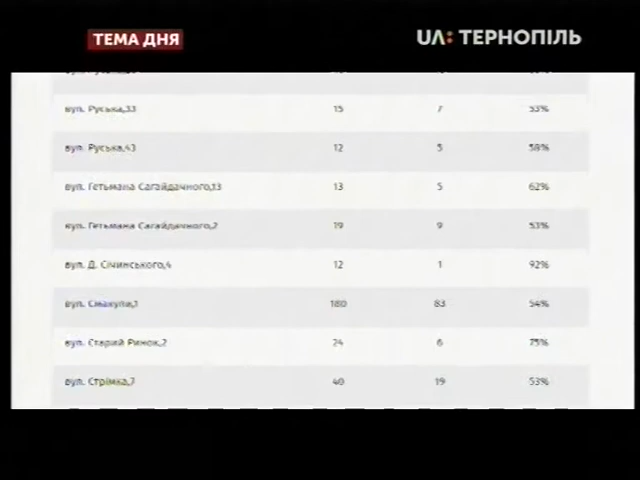 ТЕМА ДНЯ
UA: ТЕРНОПІЛЬ
вул. Руська,33 15 7 53%
вул. Руська,43 12 5 58%
вул. Гетьмана Сагайдачного,13 13 5 62%
вул. Гетьмана Сагайдачного,2 19 9 53%
вул. Д. Січинського,4 12 1 92%
вул. Смакули,1 180 83 54%
вул. Старий Ринок,2 24 6 75%
вул. Стрімка,7 40 19 53%